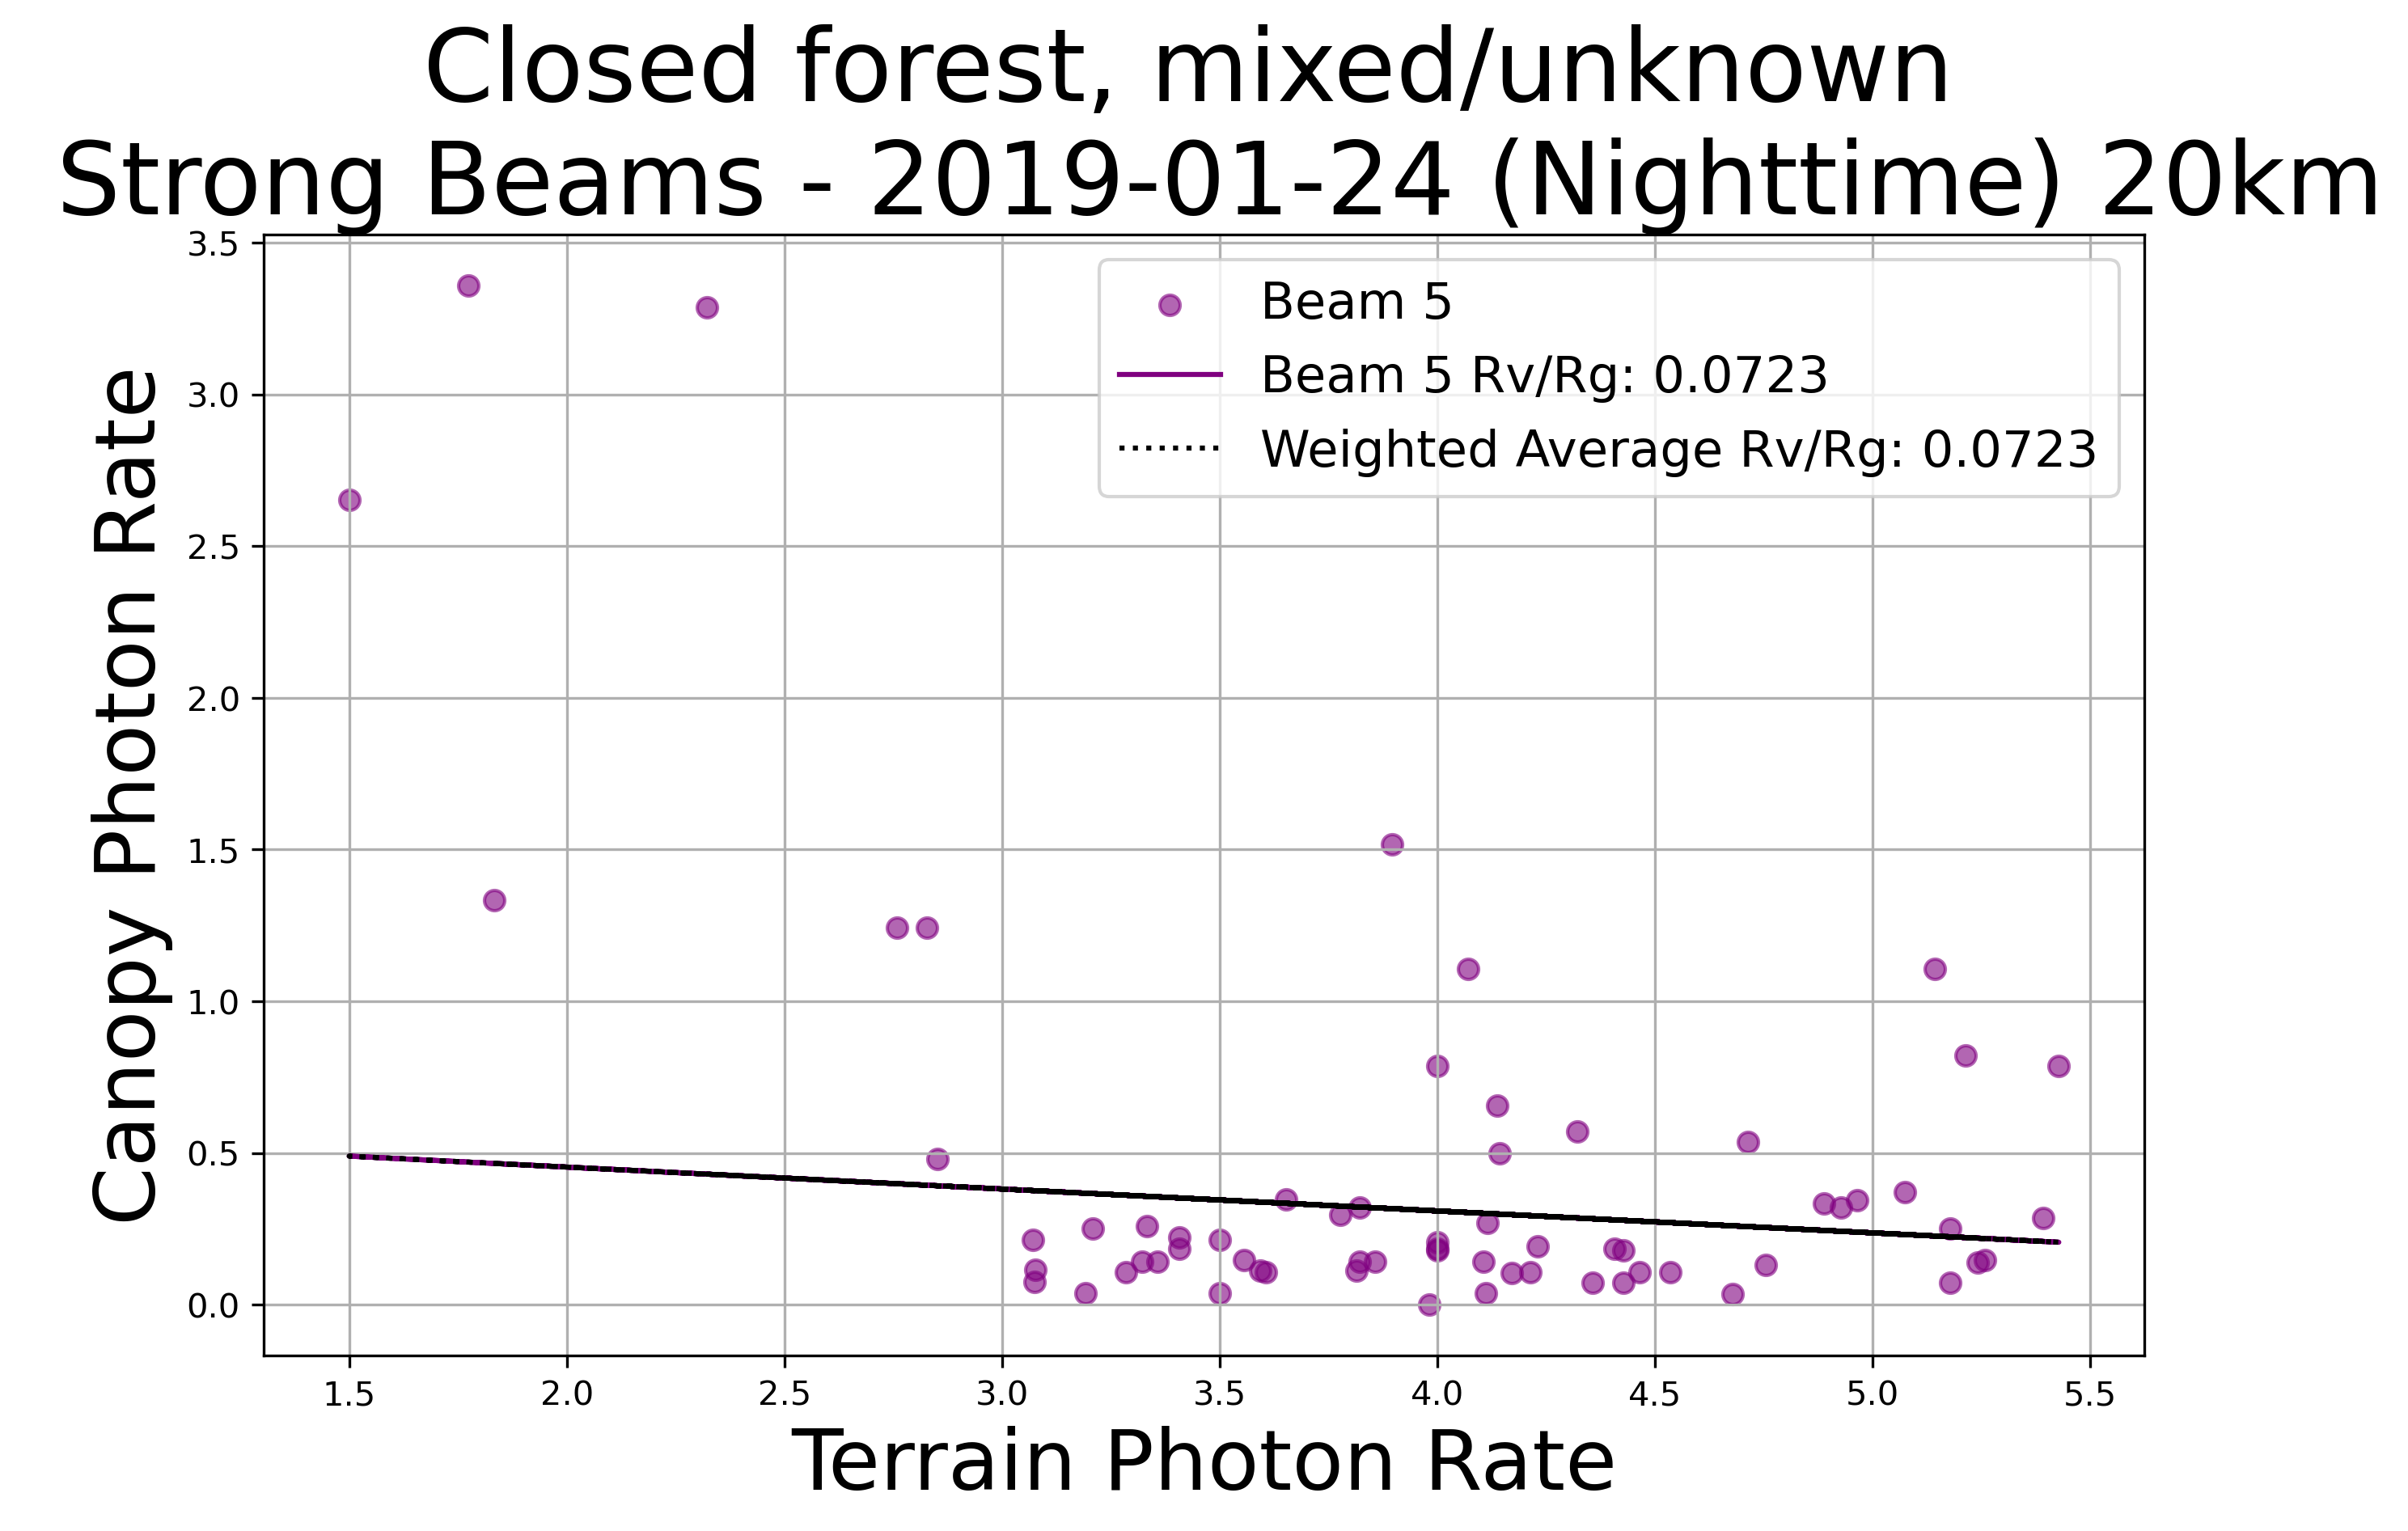 Closed forest, mixed/unknown
Strong Beams - 2019-01-24 (Nighttime) 20km
Beam 5
Beam 5 Rv/Rg: 0.0723
Weighted Average Rv/Rg: 0.0723
Canopy Photon Rate
3.5
3.0
2.5
2.0
1.5
1.0
0.5
0.0
1.5 2.0 2.5 3.0 3.5 4.0 4.5 5.0 5.5
Terrain Photon Rate